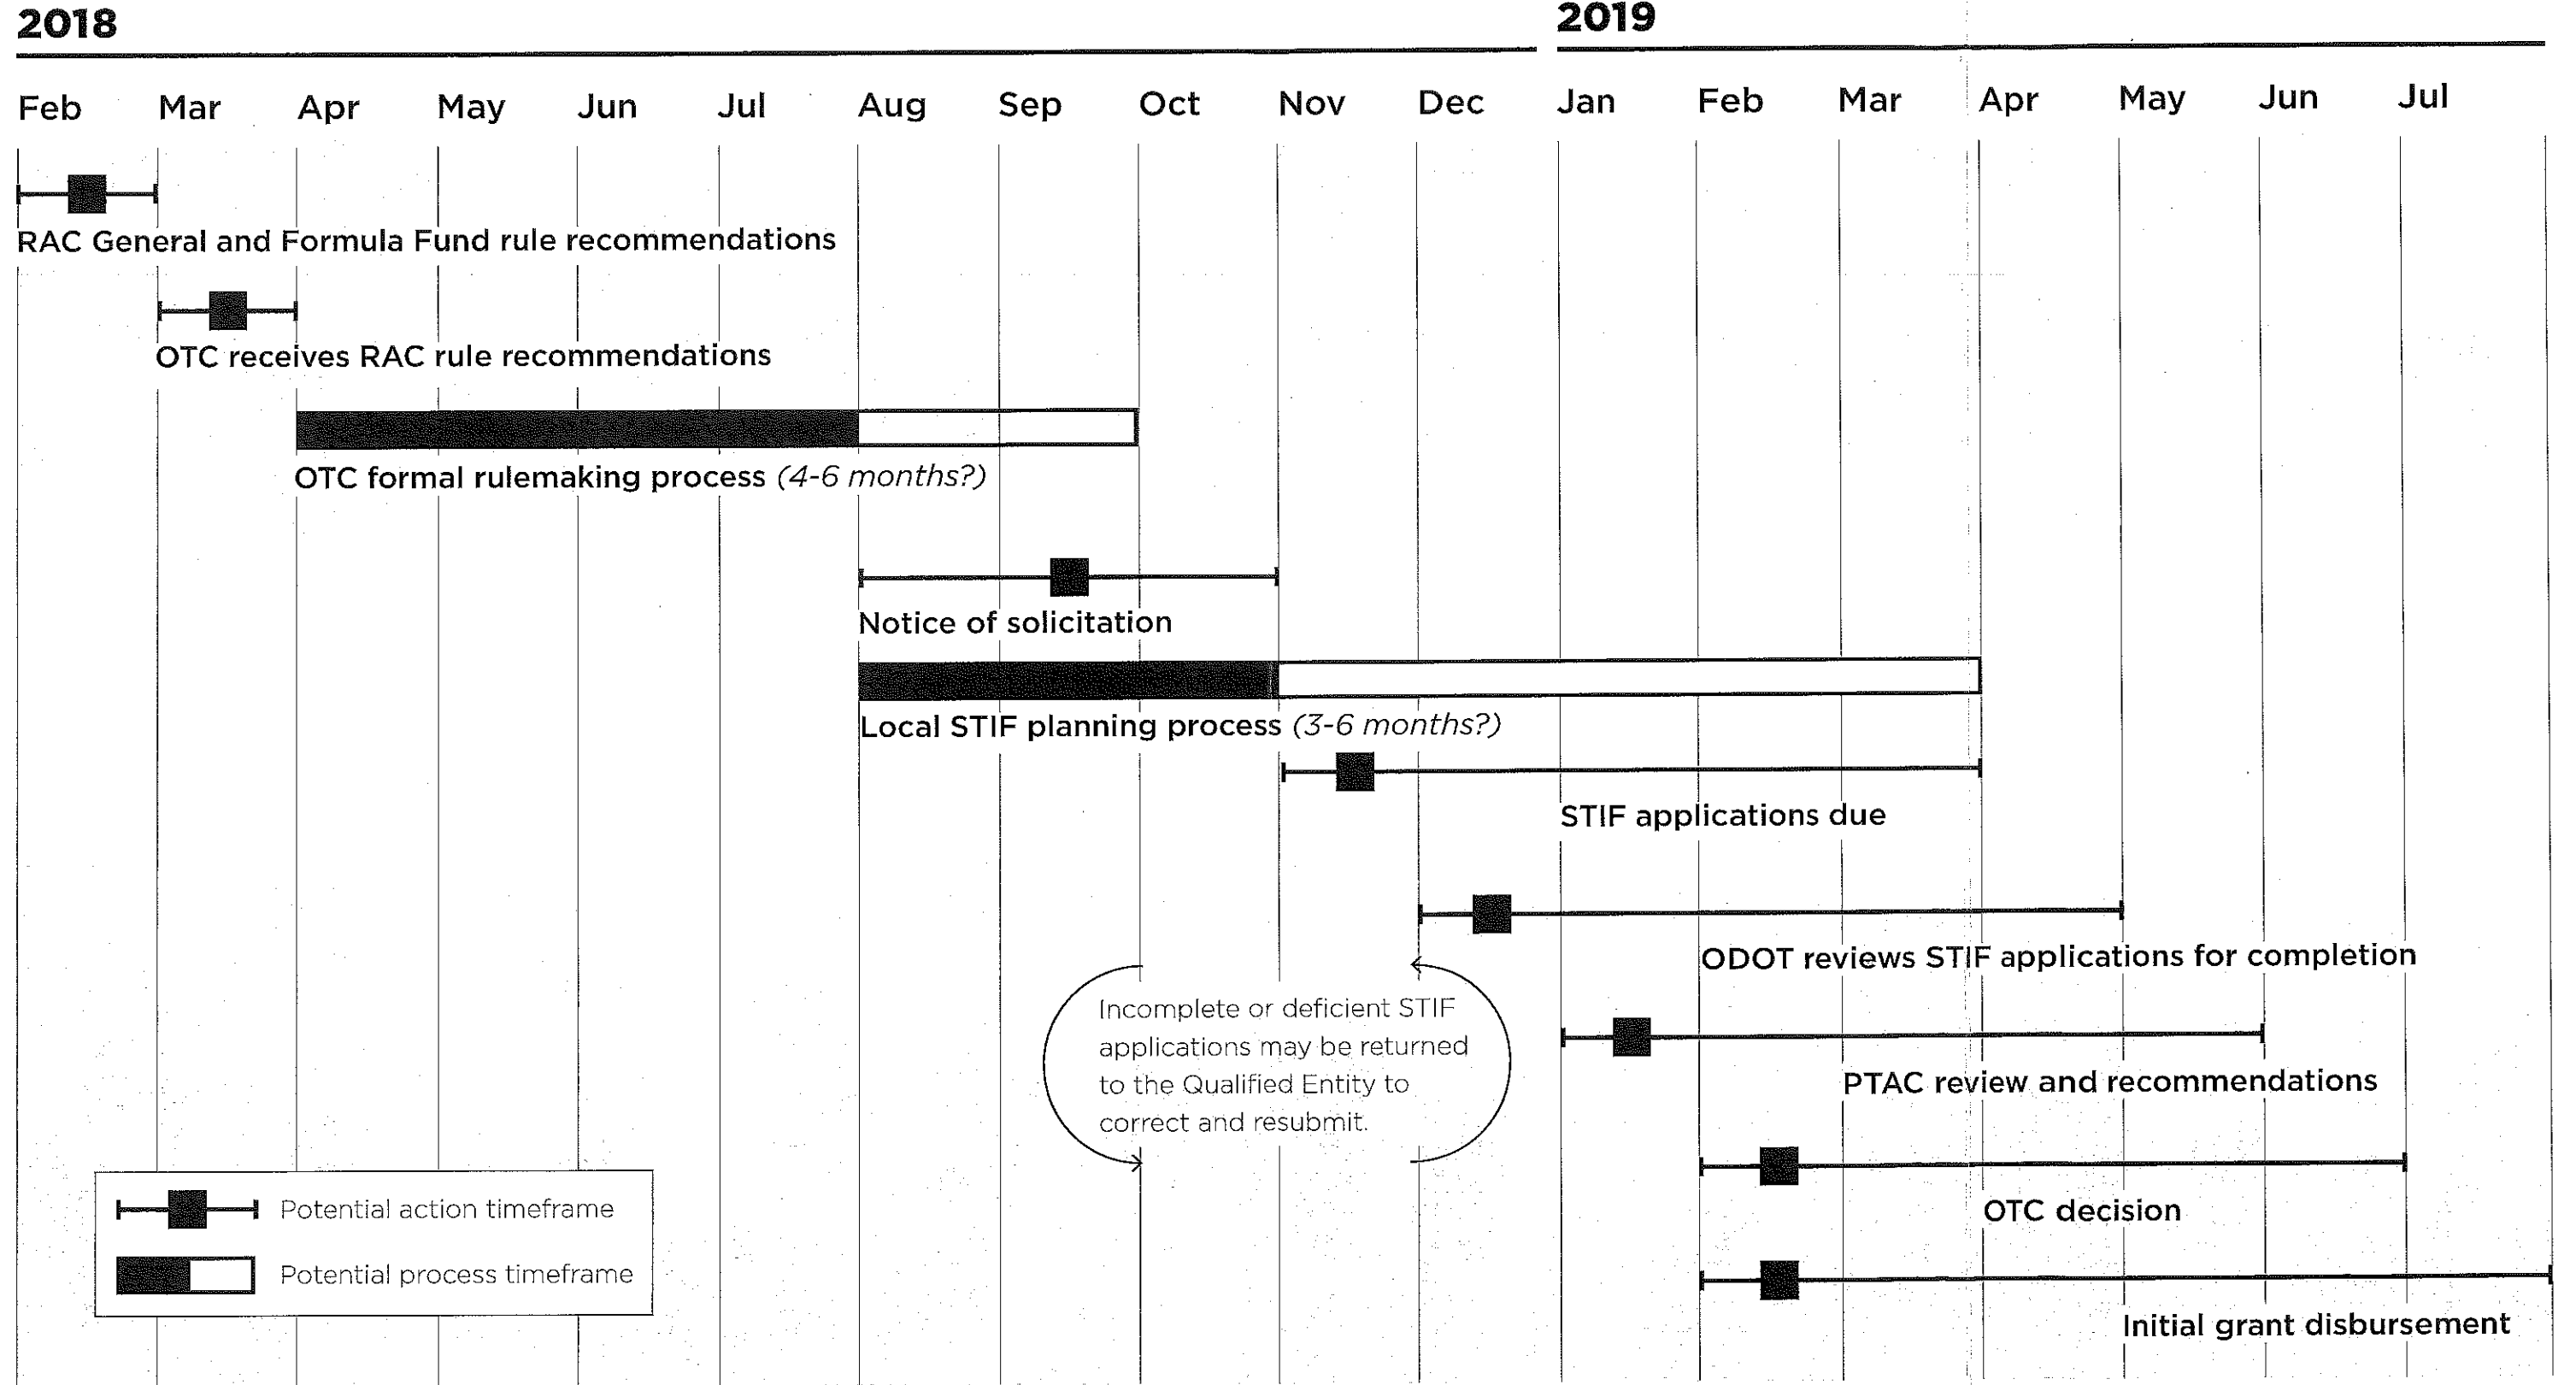 2018
2019
Feb Mar Apr May Jun Jul Aug Sep Oct Nov Dec Jan Feb Mar Apr May Jun Jul
RAC General and Formula Fund rule recommendations
OTC receives RAC rule recommendations
OTC formal rulemaking process (4-6 months?)
Notice of solicitation
Local STIF planning process (3-6 months?)
STIF applications due
ODOT reviews STIF applications for completion
Incomplete or deficient STIF
applications may be returned
to the Qualified Entity to
correct and resubmit.
PTAC review and recommendations
OTC decision
Initial grant disbursement
Potential action timeframe
Potential process timeframe